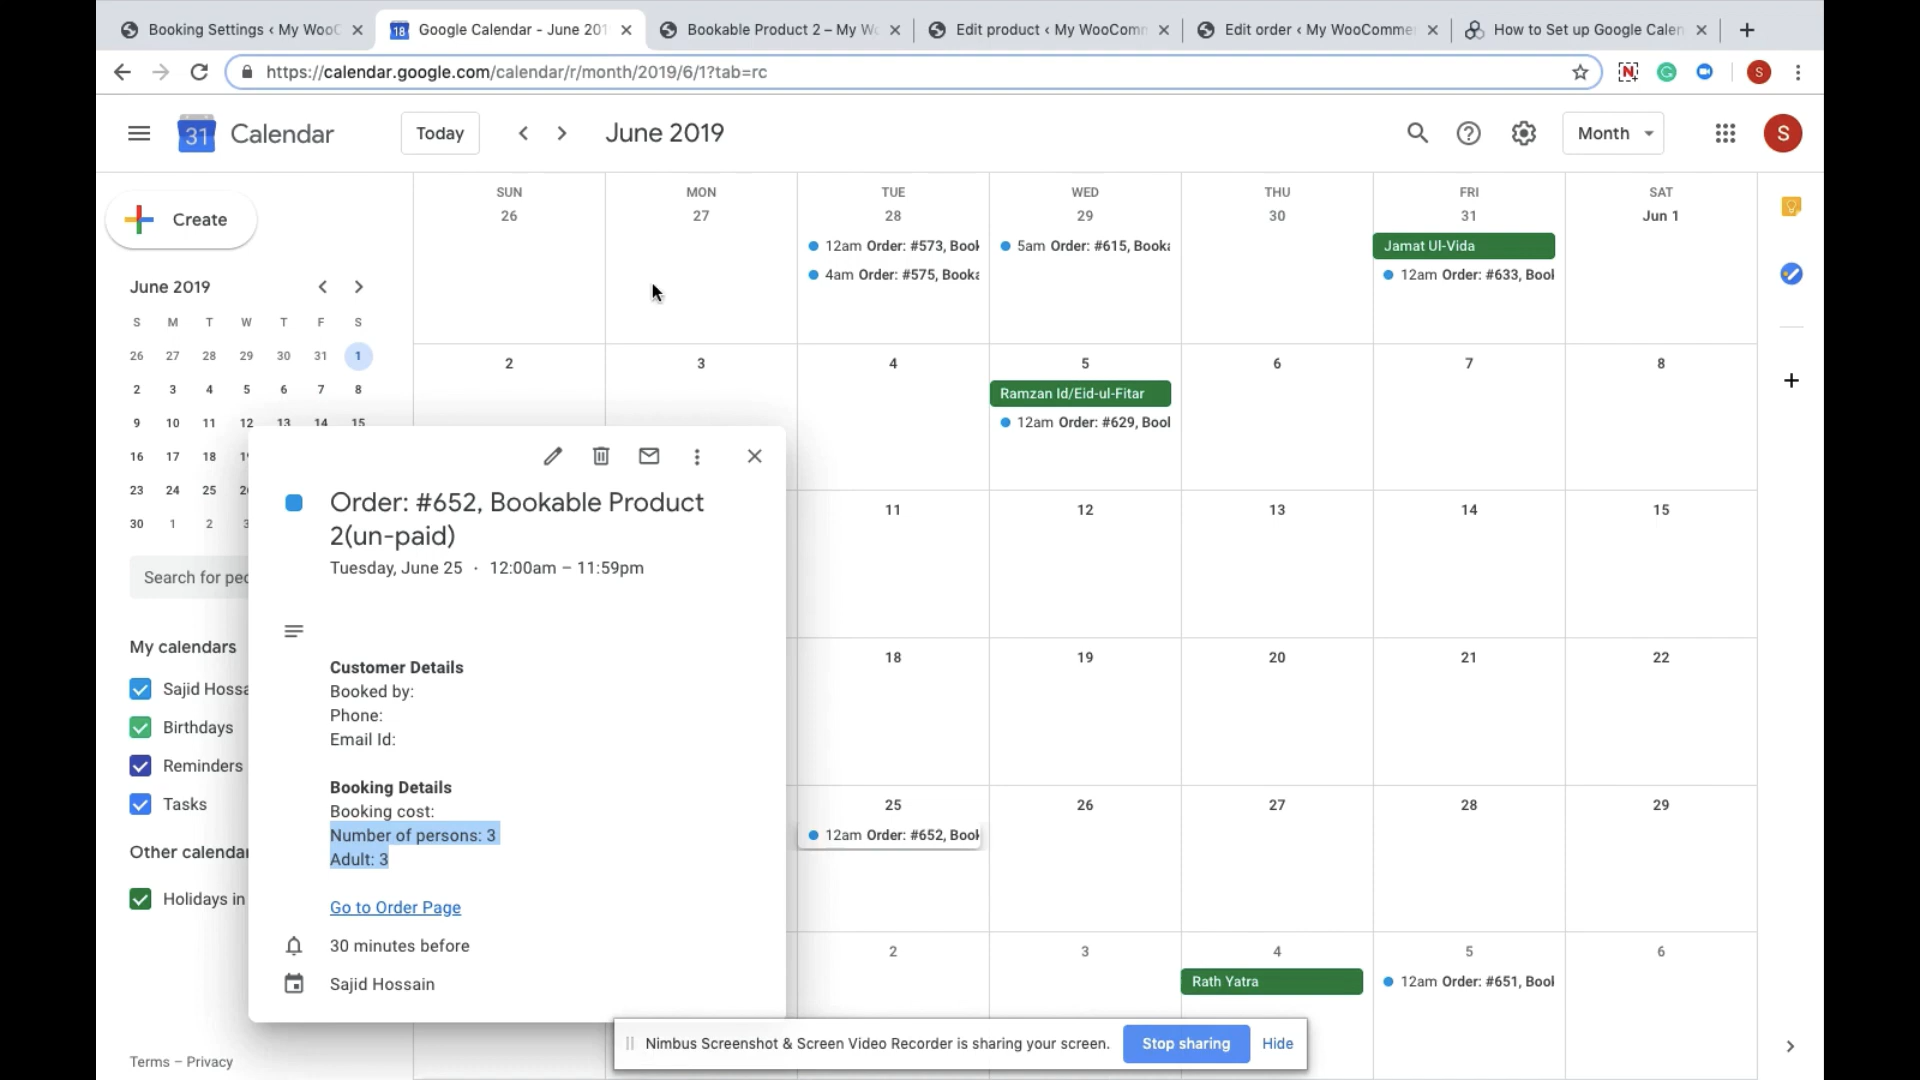 Booking Settings ‹ My WooC
Google Calendar - June 201
Bookable Product 2 – My Wo
Edit product ‹ My WooComm
Edit order ‹ My WooCommer
How to Set up Google Calen
https://calendar.google.com/calendar/r/month/2019/6/1?tab=rc
S
31 Calendar
Today
June 2019
Month
S
Create
SUN MON TUE WED THU FRI SAT
26 27 28 29 30 31 Jun 1
12am Order: #573, Book
5am Order: #615, Booka
Jamat Ul-Vida
4am Order: #575, Booka
12am Order: #633, Bool
June 2019
S M T W T F S
26 27 28 29 30 31 1
2 3 4 5 6 7 8
9 10 11 12 13 14 15
16 17 18
23 24 25
30 1 2 3
Search for
My calendars
Sajid Hossa
Birthdays
Reminders
Tasks
Other calendar
Holidays in
Terms – Privacy
2 3 4 5 6 7 8
Ramzan Id/Eid-ul-Fitar
12am Order: #629, Bool
11 12 13 14 15
18 19 20 21 22
25 26 27 28 29
12am Order: #652, Book
2 3 4 5 6
Rath Yatra
12am Order: #651, Bool
Order: #652, Bookable Product
2(un-paid)
Tuesday, June 25 · 12:00am – 11:59pm
Customer Details
Booked by:
Phone:
Email Id:
Booking Details
Booking cost:
Number of persons: 3
Adult: 3
Go to Order Page
30 minutes before
Sajid Hossain
Nimbus Screenshot & Screen Video Recorder is sharing your screen.
Stop sharing
Hide